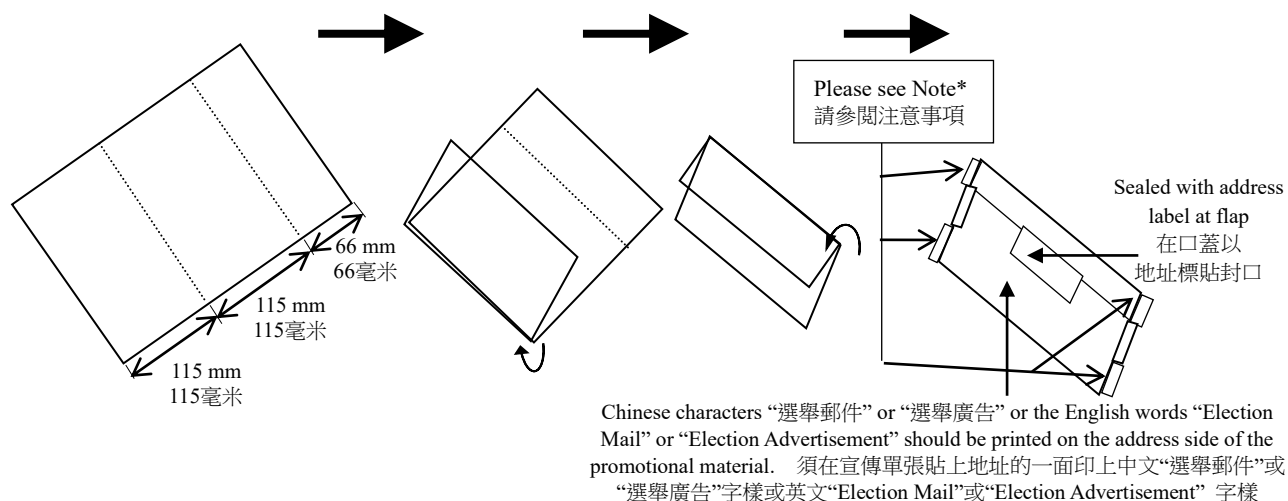 Please see Note*
請參閱注意事項
Sealed with address
label at flap
在口蓋以
地址標貼封口
66 mm
66毫米
115 mm
115毫米
115 mm
115毫米
Chinese characters “選舉郵件” or “選舉廣告” or the English words “Election
Mail” or “Election Advertisement” should be printed on the address side of the
promotional material. 須在宣傳單張貼上地址的一面印上中文“選舉郵件”或
“選舉廣告”字樣或英文“Election Mail”或“Election Advertisement” 字樣